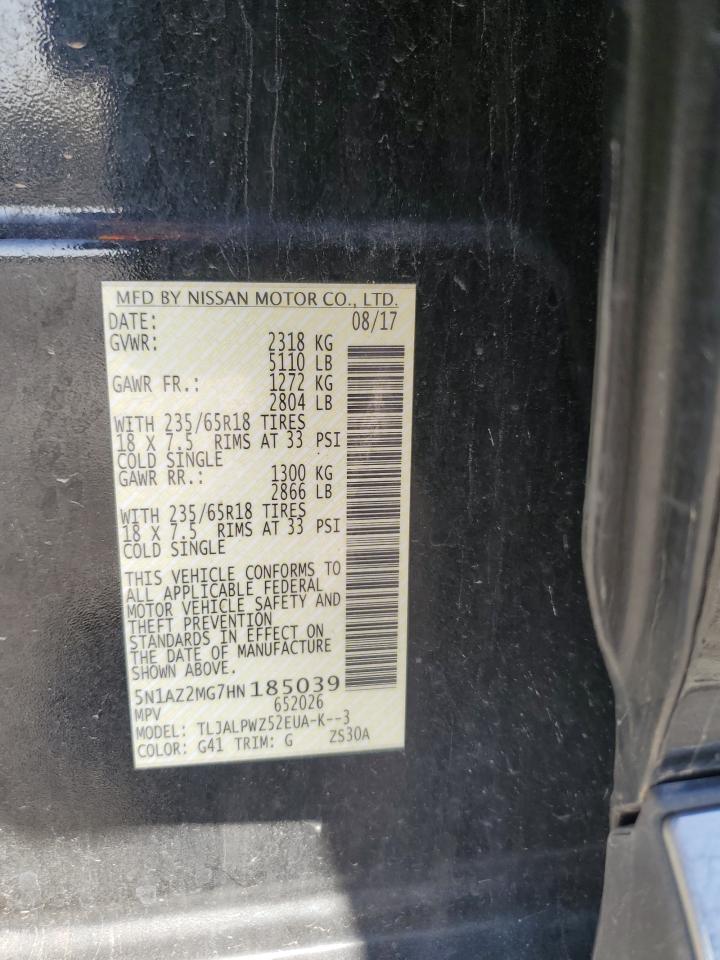 MFD BY NISSAN MOTOR CO., LTD.
DATE: 08/17
GVWR: 2318 KG
5110 LB
GAWR FR.: 1272 KG
2804 LB
WITH 235/65R18 TIRES
18 X 7.5 RIMS AT 33 PSI
COLD SINGLE
GAWR RR.: 1300 KG
2866 LB
WITH 235/65R18 TIRES
18 X 7.5 RIMS AT 33 PSI
COLD SINGLE
THIS VEHICLE CONFORMS TO
ALL APPLICABLE FEDERAL
MOTOR VEHICLE SAFETY AND
THEFT PREVENTION
STANDARDS IN EFFECT ON
THE DATE OF MANUFACTURE
SHOWN ABOVE.
5N1AZ2MG7HN185039
MPV 652026
MODEL: TLJALPWZ52EUA-K--3
COLOR: G41 TRIM: G ZS30A